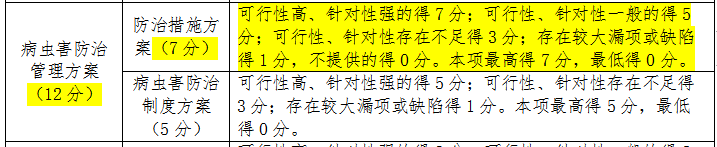 病虫害防治
管理方案
（12 分）
防治措施方
案（7 分）
可行性高、针对性强的得 7 分；可行性、针对性一般的得 5
分；可行性、针对性存在不足得 3 分；存在较大漏项或缺陷
得 1 分，不提供的得 0 分。本项最高得 7 分，最低得 0 分。
病虫害防治
制度方案
（5 分）
可行性高、针对性强的得 5 分；可行性、针对性存在不足得
3 分；存在较大漏项或缺陷得 1 分。本项最高得 5 分，最低
得 0 分。